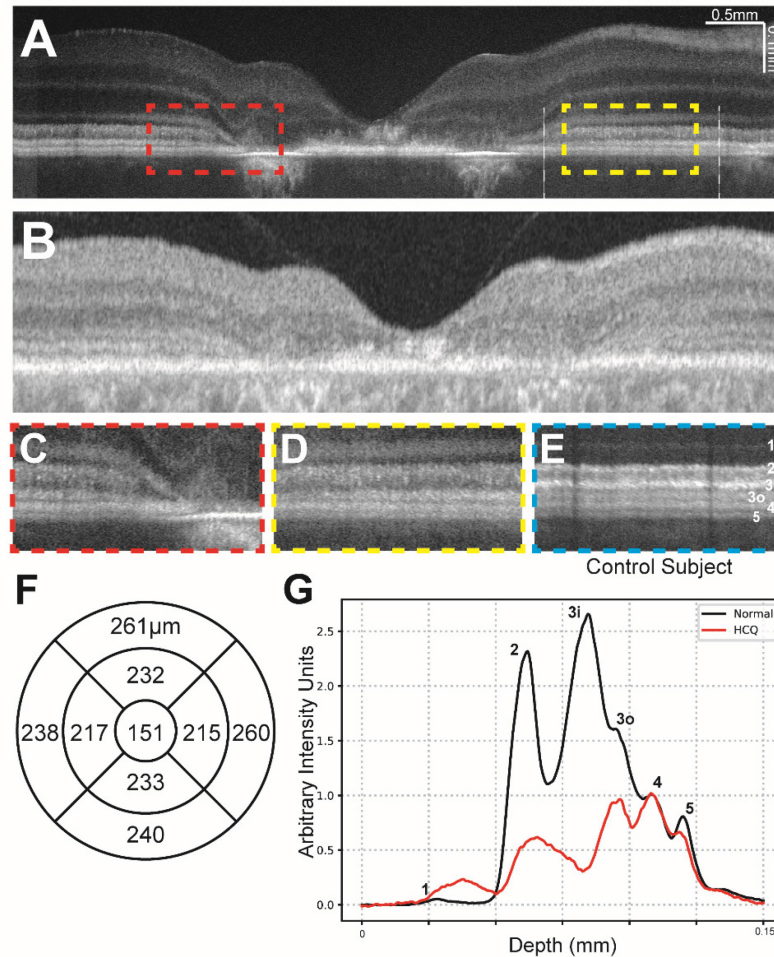 A
0.5mm
0.1mm
B
C
D
E
1
2
3
3o
4
5
Control Subject
F
261µm
232
238
217
151
215
260
233
240
G
Normal
HCQ
Arbitrary Intensity Units
2.5
2.0
1.5
1.0
0.5
0.0
1
2
3i
3o
4
5
0
0.15
Depth (mm)